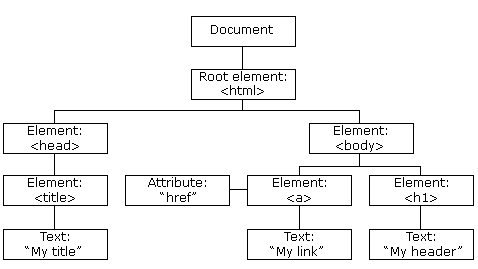 Document
Root element:
<html>
Element:
<head>
Element:
<body>
Element:
<title>
Attribute:
“href”
Element:
<a>
Element:
<h1>
Text:
“My title”
Text:
“My link”
Text:
“My header”